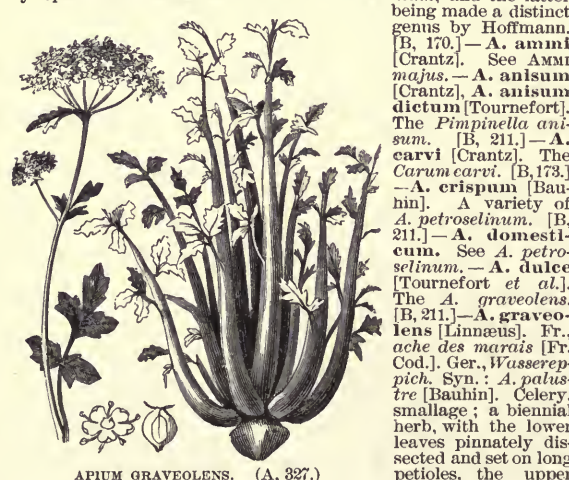 being made a distinct
genus by Hoffmann.
[B, 170.]—A. ammi
[Crantz]. See AMMI
majus.—A. anisum
[Crantz], A. anisum
dictum [Tournefort].
The Pimpinella ani-
sum. [B, 211.]—A.
carvi [Crantz]. The
Carum carvi. [B, 173.]
—A. crispum [Bau-
hin]. A variety of
A. petroselinum. [B,
211.]—A. domesti-
cum. See A. petro-
selinum.—A. dulce
[Tournefort et al.].
The A. graveolens.
[B, 211.]—A. graveo-
lens [Linnæus]. Fr.,
ache des marais [Fr.
Cod.]. Ger., Wasserep-
pich. Syn.: A. palus-
tre [Bauhin]. Celery,
smallage; a biennial
herb, with the lower
leaves pinnately dis-
sected and set on long
petioles, the upper
APIUM GRAVEOLENS. (A, 327.)